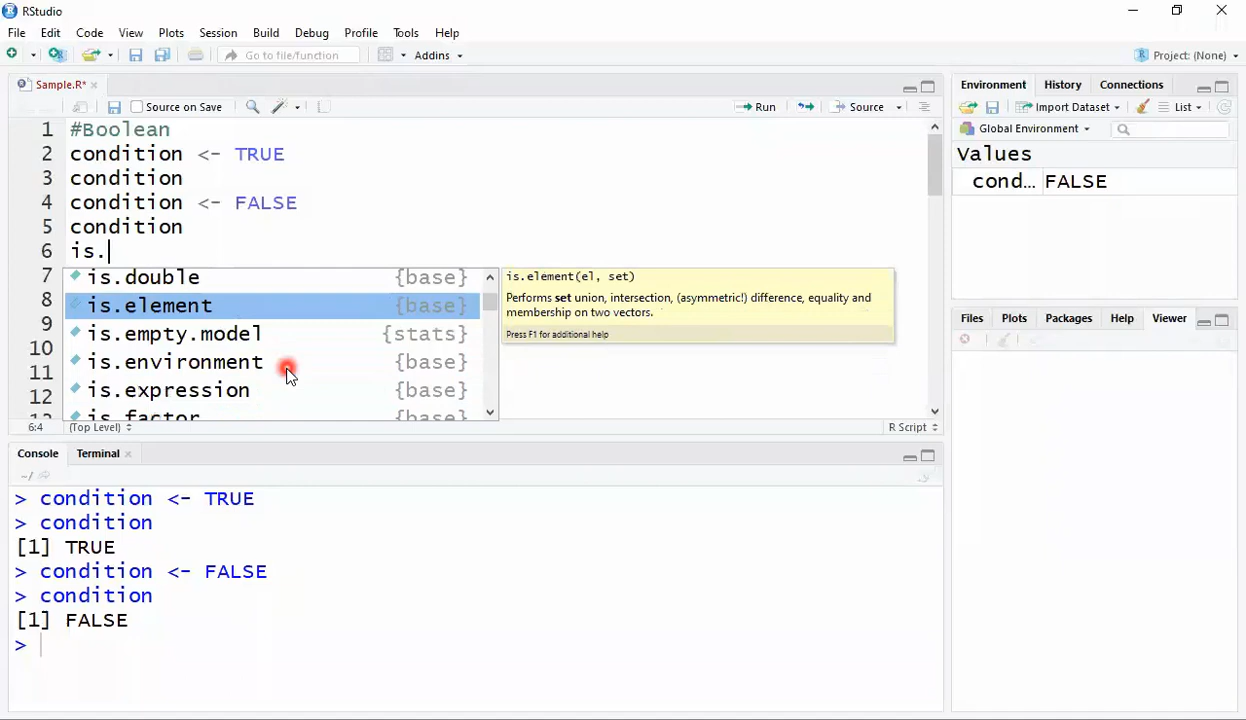 RStudio
File Edit Code View Plots Session Build Debug Profile Tools Help
Go to file/function Addins Project: (None)
Sample.R*
Source on Save Run Source
1 #Boolean
2 condition <- TRUE
3 condition
4 condition <- FALSE
5 condition
6 is.
7
8
9
10
11
12
is.double {base}
is.element {base}
is.empty.model {stats}
is.environment {base}
is.expression {base}
is.factor {base}
is.element(el, set)
Performs set union, intersection, (asymmetric!) difference, equality and
membership on two vectors.
Press F1 for additional help
6:4 (Top Level) R Script
Console Terminal
~/
> condition <- TRUE
> condition
[1] TRUE
> condition <- FALSE
> condition
[1] FALSE
>
Environment History Connections
Import Dataset List
Global Environment
Values
cond... FALSE
Files Plots Packages Help Viewer